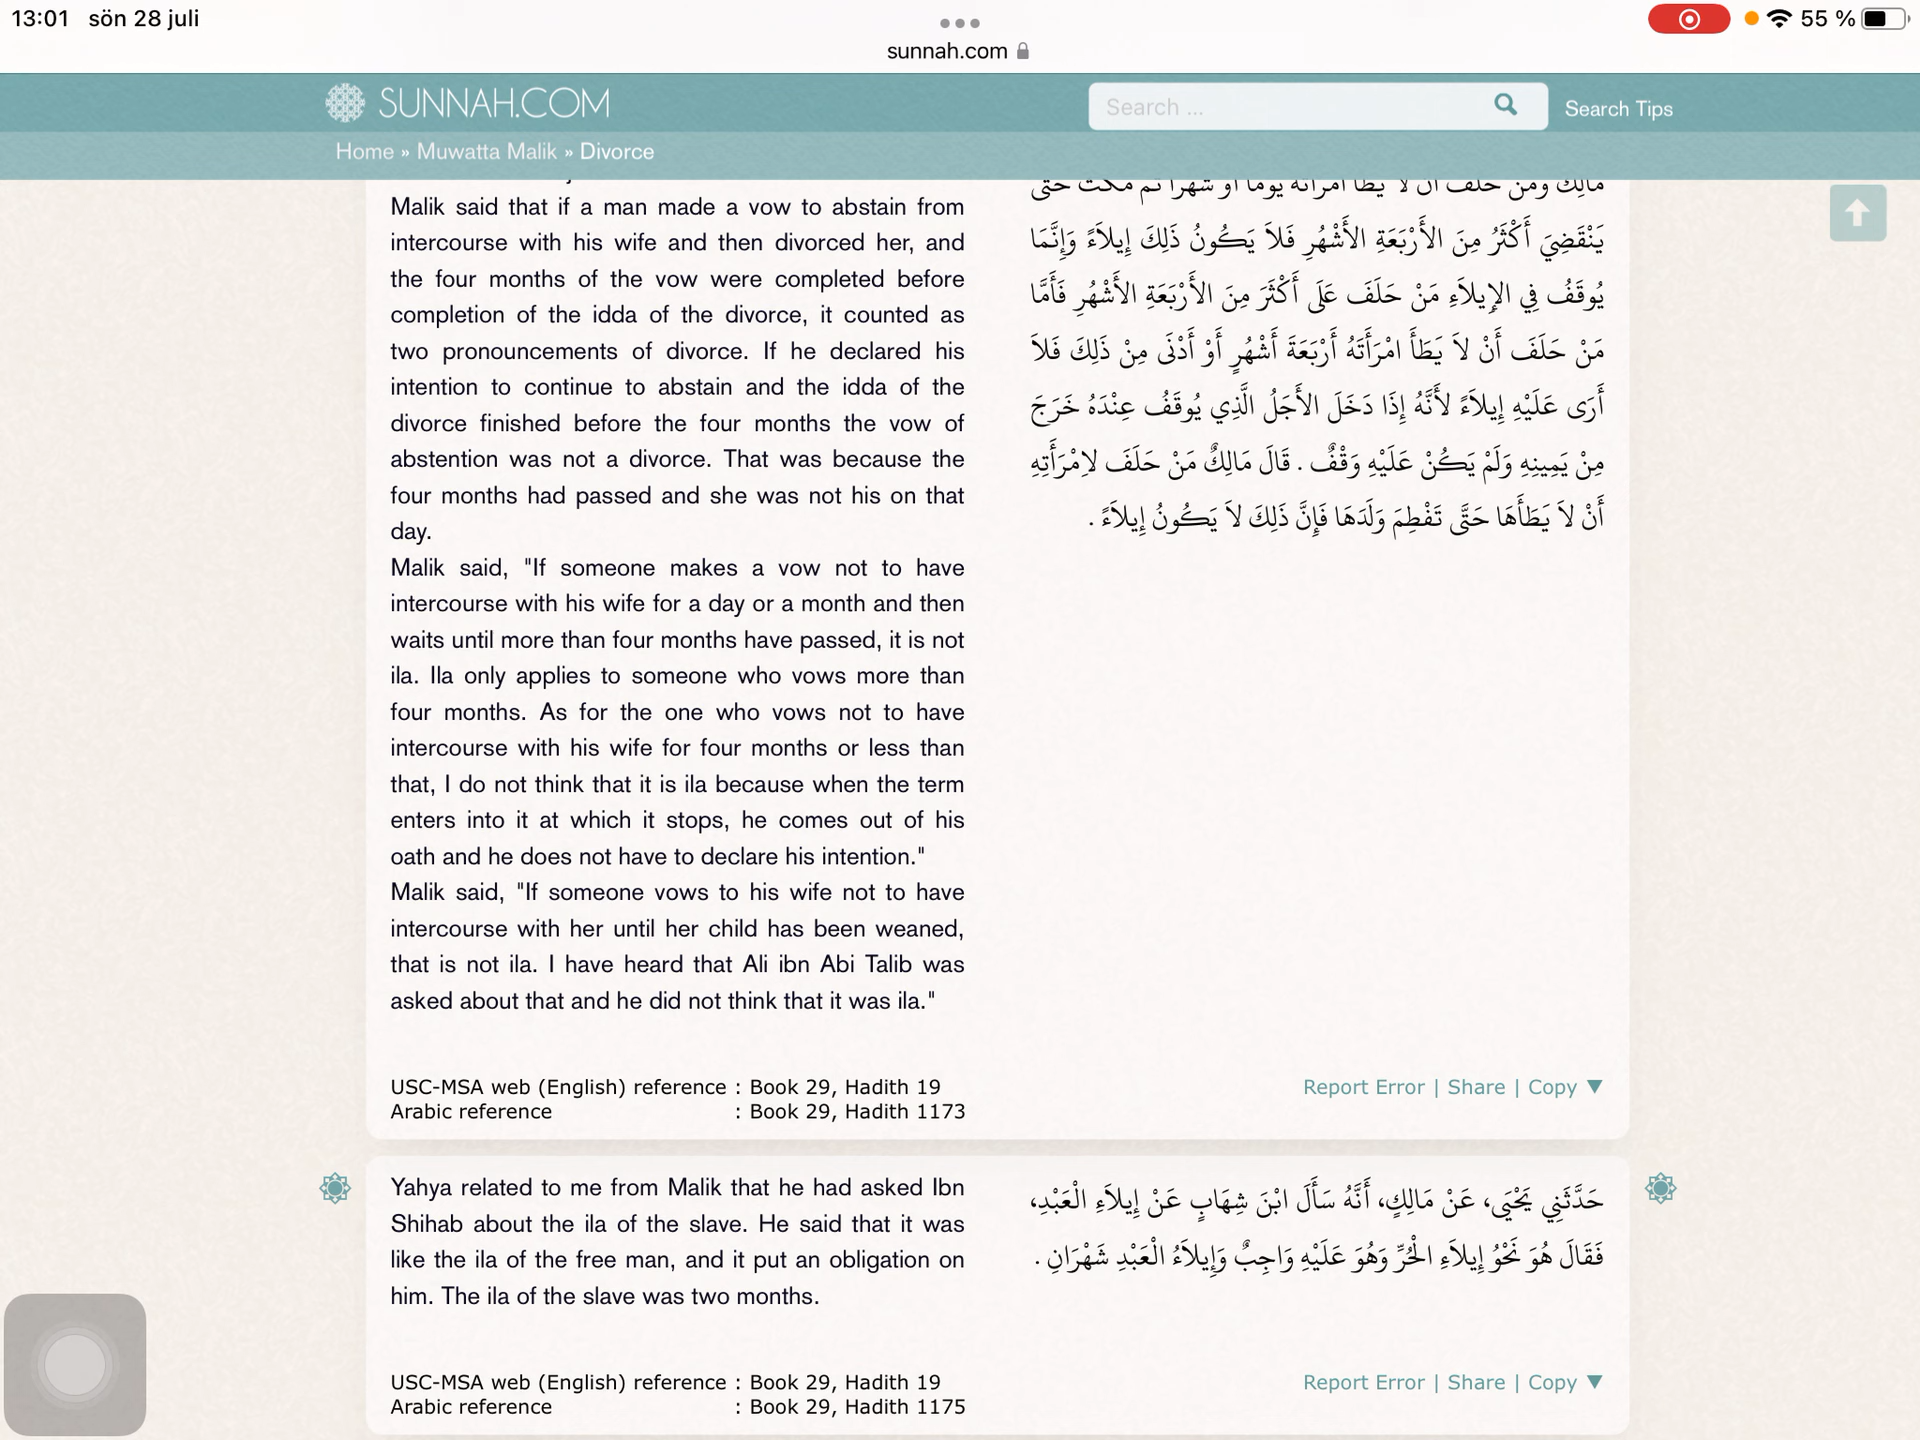 13:01 sön 28 juli
55 %
sunnah.com
SUNNAH.COM
Search ...
Search Tips
Home » Muwatta Malik » Divorce
Malik said that if a man made a vow to abstain from
intercourse with his wife and then divorced her, and
the four months of the vow were completed before
completion of the idda of the divorce, it counted as
two pronouncements of divorce. If he declared his
intention to continue to abstain and the idda of the
divorce finished before the four months the vow of
abstention was not a divorce. That was because the
four months had passed and she was not his on that
day.
Malik said, "If someone makes a vow not to have
intercourse with his wife for a day or a month and then
waits until more than four months have passed, it is not
ila. Ila only applies to someone who vows more than
four months. As for the one who vows not to have
intercourse with his wife for four months or less than
that, I do not think that it is ila because when the term
enters into it at which it stops, he comes out of his
oath and he does not have to declare his intention."
Malik said, "If someone vows to his wife not to have
intercourse with her until her child has been weaned,
that is not ila. I have heard that Ali ibn Abi Talib was
asked about that and he did not think that it was ila."
مالك ومن حلف أن لا يطأ امرأته يوما أو شهرا ثم مكث حتى
يَنْقَضِيَ أَكْثَرُ مِنَ الأَرْبَعَةِ الأَشْهُرِ فَلاَ يَكُونُ ذَلِكَ إِيلاَءً وَإِنَّمَا
يُوقَفُ فِي الإِيلاَءِ مَنْ حَلَفَ عَلَى أَكْثَرَ مِنَ الأَرْبَعَةِ الأَشْهُرِ فَأَمَّا
مَنْ حَلَفَ أَنْ لاَ يَطَأَ امْرَأَتَهُ أَرْبَعَةَ أَشْهُرٍ أَوْ أَدْنَى مِنْ ذَلِكَ فَلاَ
أَرَى عَلَيْهِ إِيلاَءً لأَنَّهُ إِذَا دَخَلَ الأَجَلُ الَّذِي يُوقَفُ عِنْدَهُ خَرَجَ
مِنْ يَمِينِهِ وَلَمْ يَكُنْ عَلَيْهِ وَقْفٌ . قَالَ مَالِكٌ مَنْ حَلَفَ لاِمْرَأَتِهِ
أَنْ لاَ يَطَأَهَا حَتَّى تَفْطِمَ وَلَدَهَا فَإِنَّ ذَلِكَ لاَ يَكُونُ إِيلاَءً .
USC-MSA web (English) reference : Book 29, Hadith 19
Arabic reference : Book 29, Hadith 1173
Report Error | Share | Copy ▼
Yahya related to me from Malik that he had asked Ibn
Shihab about the ila of the slave. He said that it was
like the ila of the free man, and it put an obligation on
him. The ila of the slave was two months.
حَدَّثَنِي يَحْيَى، عَنْ مَالِكٍ، أَنَّهُ سَأَلَ ابْنَ شِهَابٍ عَنْ إِيلاَءِ الْعَبْدِ،
فَقَالَ هُوَ نَحْوُ إِيلاَءِ الْحُرِّ وَهُوَ عَلَيْهِ وَاجِبٌ وَإِيلاَءُ الْعَبْدِ شَهْرَانِ .
USC-MSA web (English) reference : Book 29, Hadith 19
Arabic reference : Book 29, Hadith 1175
Report Error | Share | Copy ▼